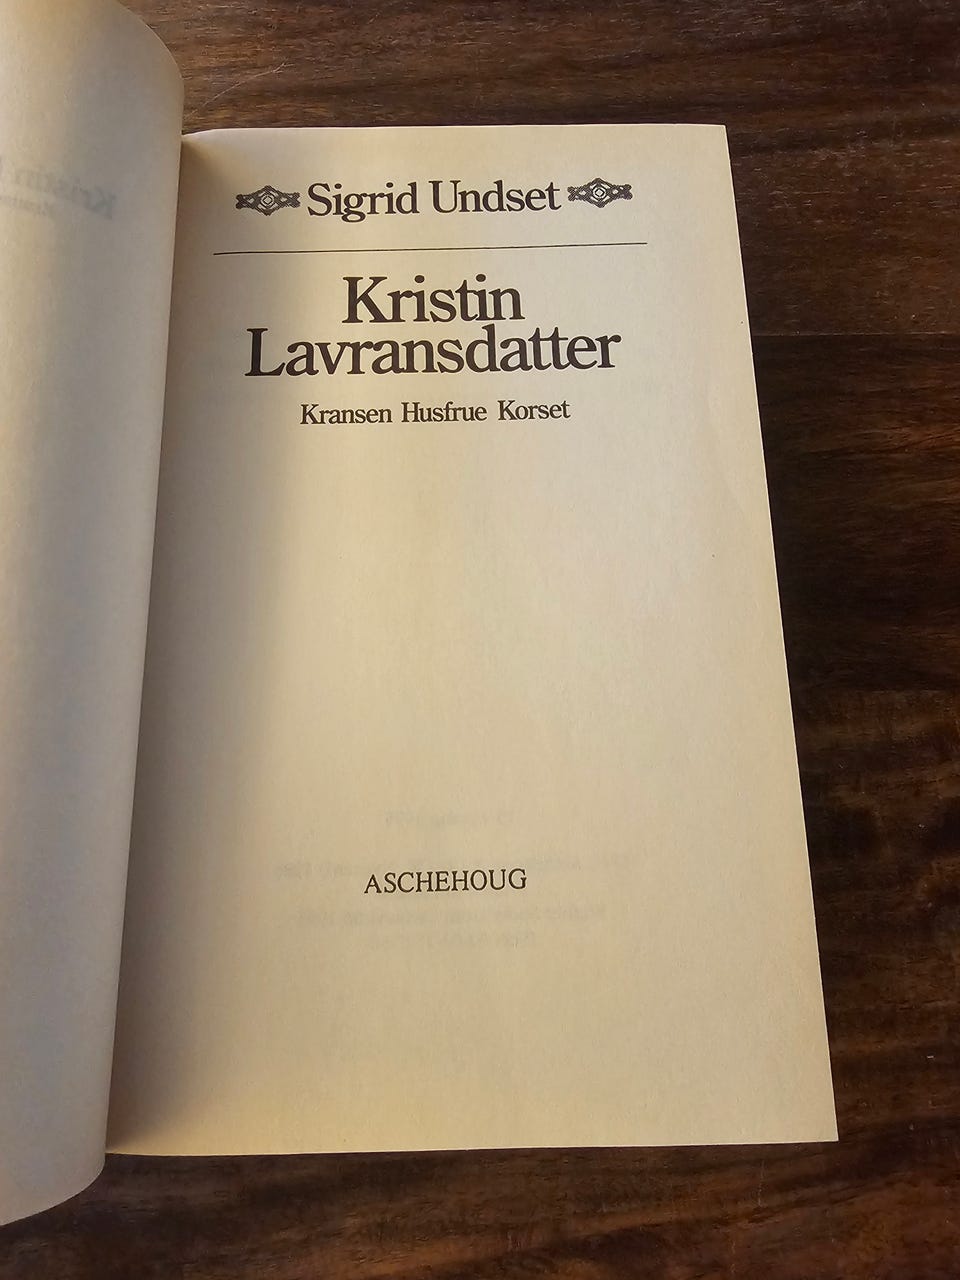 Sigrid Undset
Kristin
Lavransdatter
Kransen Husfrue Korset
ASCHEHOUG